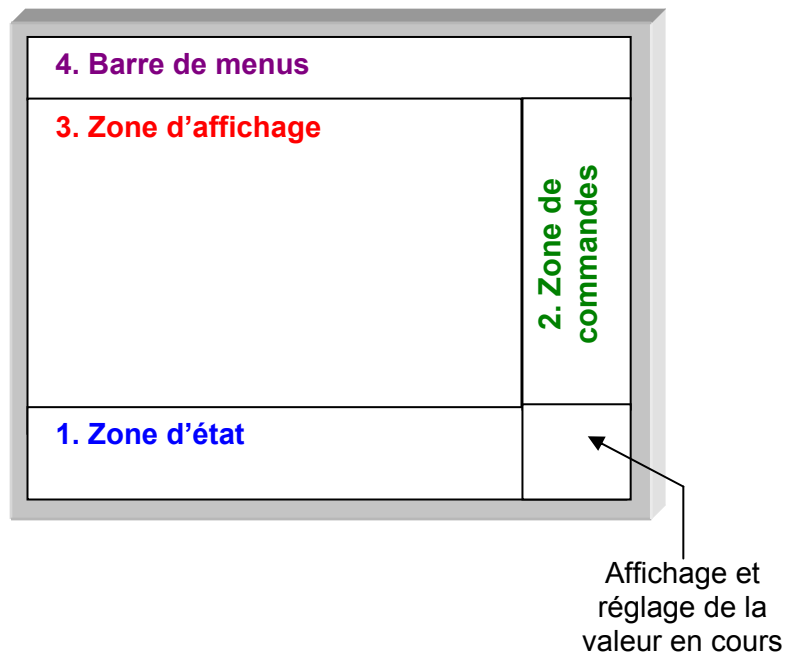 4. Barre de menus
3. Zone d'affichage
2. Zone de
commandes
1. Zone d'état
Affichage et
réglage de la
valeur en cours